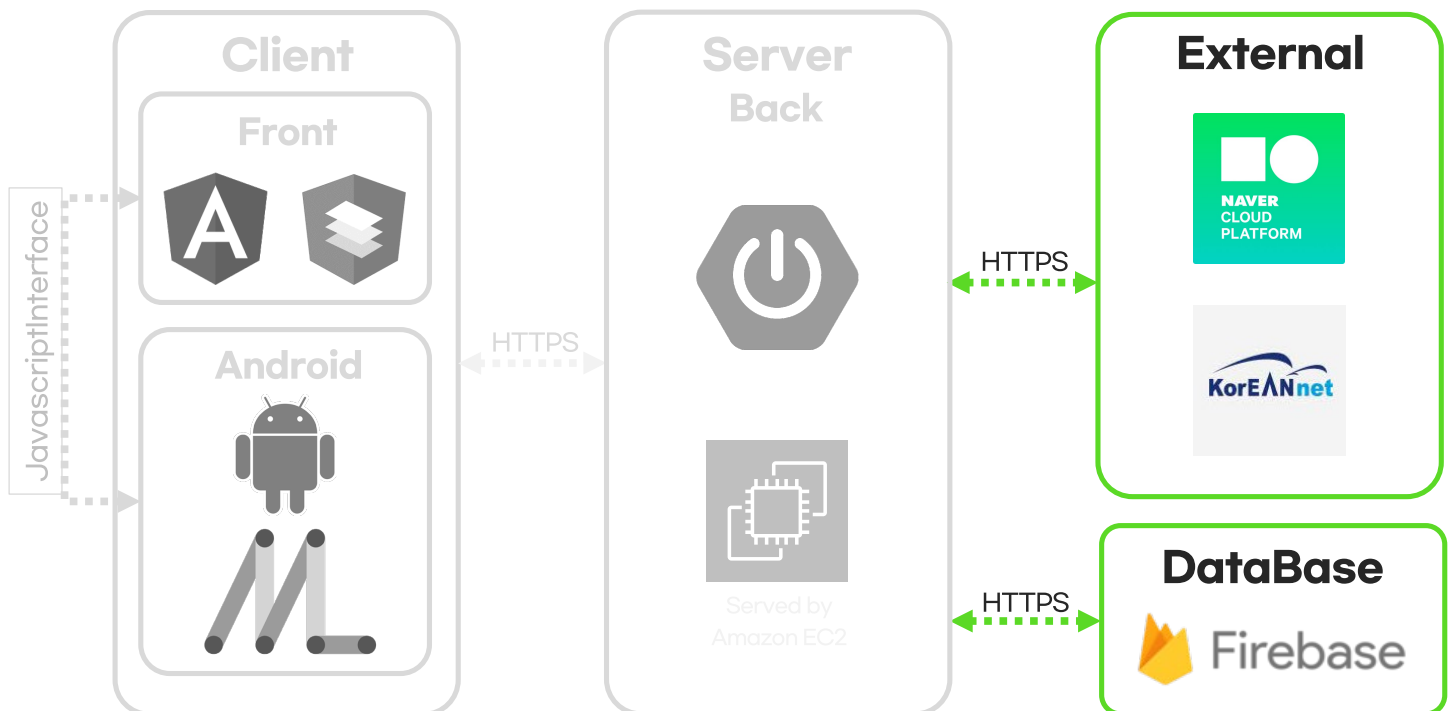 Client
Front
JavascriptInterface
Android
HTTPS
Server
Back
Served by
Amazon EC2
HTTPS
External
NAVER
CLOUD
PLATFORM
KorEANnet
HTTPS
DataBase
Firebase